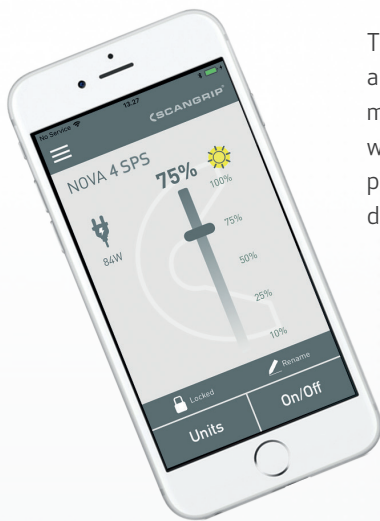 No Service 13.27
SCANGRIP
NOVA 4 SPS
75%
100%
84W
75%
50%
25%
10%
Locked
Rename
Units
On/Off
T
a
m
w
p
d